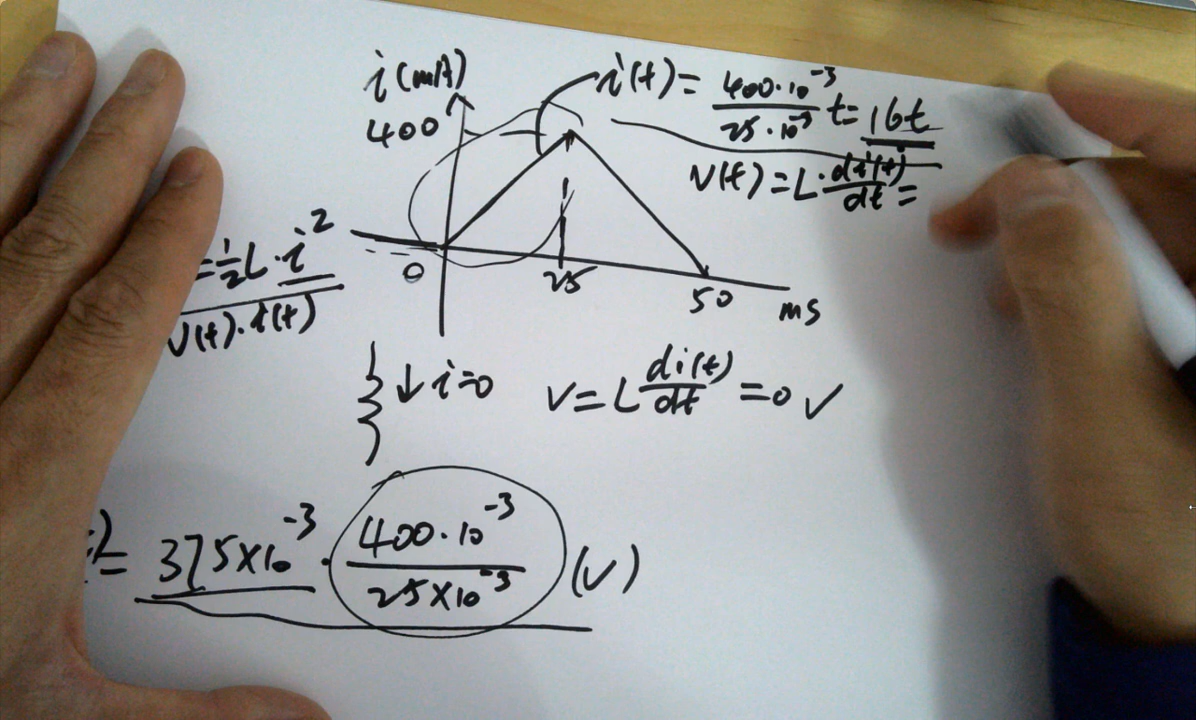 i(mA)
400
i(t) = 400·10⁻³ / 25·10⁻³ t = 16t
v(t) = L·di(t)/dt =
= 1/2 L·i²
v(t)·i(t)
0
25
50
ms
↓ i=0
v = L di(t)/dt = 0 ✓
) = 375×10⁻³ · 400·10⁻³ / 25×10⁻³ (v)